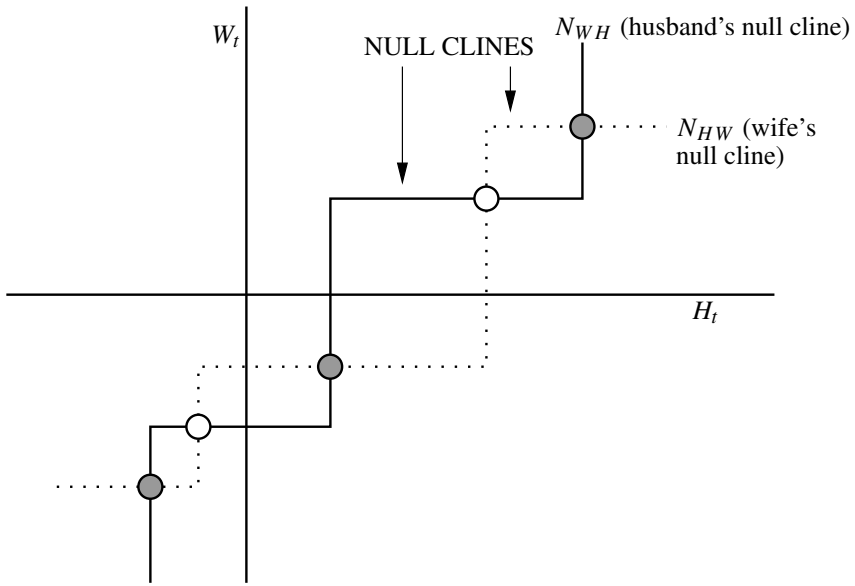 N_WH (husband's null cline)
W_t
NULL CLINES
N_HW (wife's
null cline)
H_t